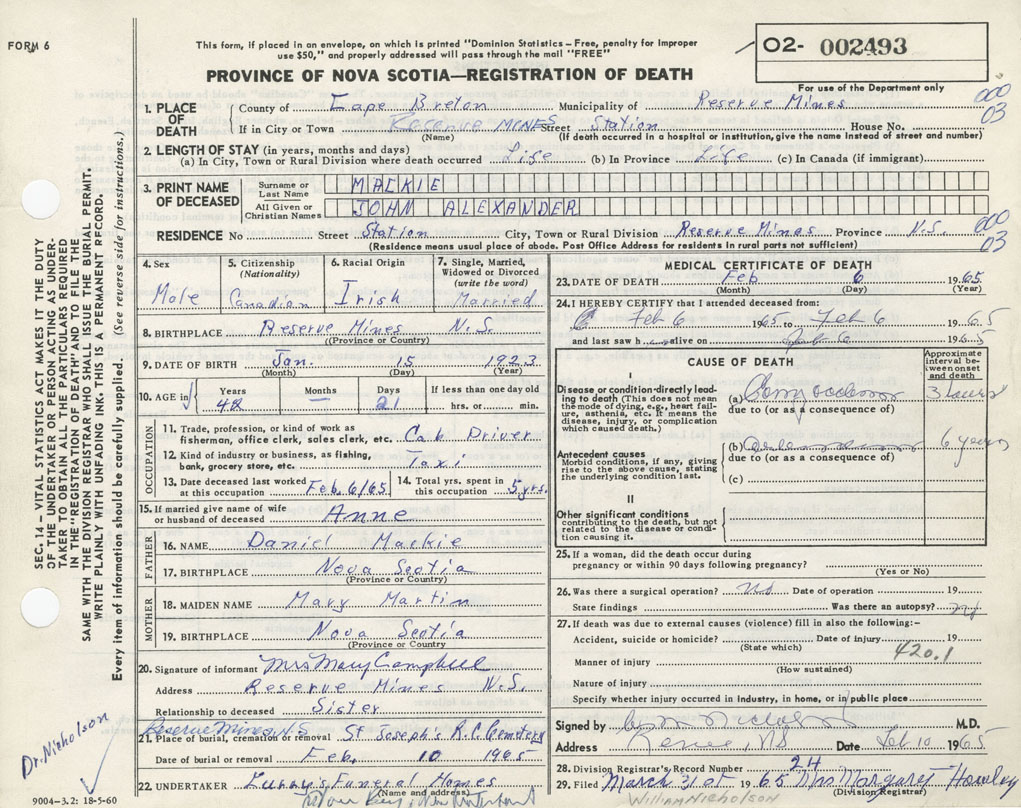 FORM 6
This form, if placed in an envelope, on which is printed "Dominion Statistics – Free, penalty for improper
use $50," and properly addressed will pass through the mail "FREE"
02- 002493
PROVINCE OF NOVA SCOTIA—REGISTRATION OF DEATH
For use of the Department only
1. PLACE OF DEATH
County of Cape Breton Municipality of Reserve Mines 000 03
If in City or Town Reserve MINES Street Station House No.
(Name) (If death occurred in a hospital or institution, give the name instead of street and number)
2. LENGTH OF STAY (in years, months and days)
(a) In City, Town or Rural Division where death occurred Life (b) In Province Life (c) In Canada (if immigrant)
3. PRINT NAME OF DECEASED
Surname or Last Name MACKIE
All Given or Christian Names JOHN ALEXANDER
RESIDENCE No Street Station City, Town or Rural Division Reserve Mines Province N.S. 000 03
(Residence means usual place of abode. Post Office Address for residents in rural parts not sufficient)
4. Sex Male
5. Citizenship (Nationality) Canadian
6. Racial Origin Irish
7. Single, Married, Widowed or Divorced (write the word) Married
8. BIRTHPLACE Reserve Mines N.S.
(Province or Country)
9. DATE OF BIRTH Jan. 15 1923
(Month) (Day) (Year)
10. AGE in Years 42 Months — Days 21 If less than one day old hrs. or min.
OCCUPATION
11. Trade, profession, or kind of work as fisherman, office clerk, sales clerk, etc. Cab Driver
12. Kind of industry or business, as fishing, bank, grocery store, etc. Taxi
13. Date deceased last worked at this occupation Feb. 6/65
14. Total yrs. spent in this occupation 5 yrs.
15. If married give name of wife or husband of deceased Anne
FATHER
16. NAME Daniel Mackie
17. BIRTHPLACE Nova Scotia
(Province or Country)
MOTHER
18. MAIDEN NAME Mary Martin
19. BIRTHPLACE Nova Scotia
(Province or Country)
20. Signature of informant Mrs Mary Campbell
Address Reserve Mines N.S.
Relationship to deceased Sister
Reserve Mines, N.S
21. Place of burial, cremation or removal St Joseph's R.C. Cemetery
Date of burial or removal Feb. 10 1965
22. UNDERTAKER Funeral Homes
(Name and address)
MEDICAL CERTIFICATE OF DEATH
23. DATE OF DEATH Feb 6 1965
(Month) (Day) (Year)
24. I HEREBY CERTIFY that I attended deceased from:
Feb 6 1965 to Feb 6 1965
and last saw h alive on Feb 6 1965
CAUSE OF DEATH
Approximate interval between onset and death
I
Disease or condition directly leading to death (This does not mean the mode of dying, e.g., heart failure, asthenia, etc. It means the disease, injury, or complication which caused death.)
(a) 3 hours
due to (or as a consequence of)
Antecedent causes
Morbid conditions, if any, giving rise to the above cause, stating the underlying condition last.
(b) 6 years
due to (or as a consequence of)
(c)
II
Other significant conditions contributing to the death, but not related to the disease or condition causing it.
25. If a woman, did the death occur during pregnancy or within 90 days following pregnancy?
(Yes or No)
26. Was there a surgical operation? no Date of operation 19
State findings Was there an autopsy? no
27. If death was due to external causes (violence) fill in also the following:–
Accident, suicide or homicide? Date of injury 19
(State which) 420.1
Manner of injury
(How sustained)
Nature of injury
Specify whether injury occurred in industry, in home, or in public place
Signed by M.D.
Address Reserve, NS Date Feb 10 1965
28. Division Registrar's Record Number 24
29. Filed March 31st 1965 Mrs Margaret Hawley
(Division Registrar)
William Nicholson
SEC. 14 – VITAL STATISTICS ACT MAKES IT THE DUTY
OF THE UNDERTAKER OR PERSON ACTING AS UNDER-
TAKER TO OBTAIN ALL THE PARTICULARS REQUIRED
IN THE "REGISTRATION OF DEATH" AND TO FILE THE
SAME WITH THE DIVISION REGISTRAR WHO SHALL ISSUE THE BURIAL PERMIT.
WRITE PLAINLY WITH UNFADING INK. THIS IS A PERMANENT RECORD.
Every item of information should be carefully supplied. (See reverse side for instructions.)
Dr. Nicholson
9004–3.2: 18-5-60